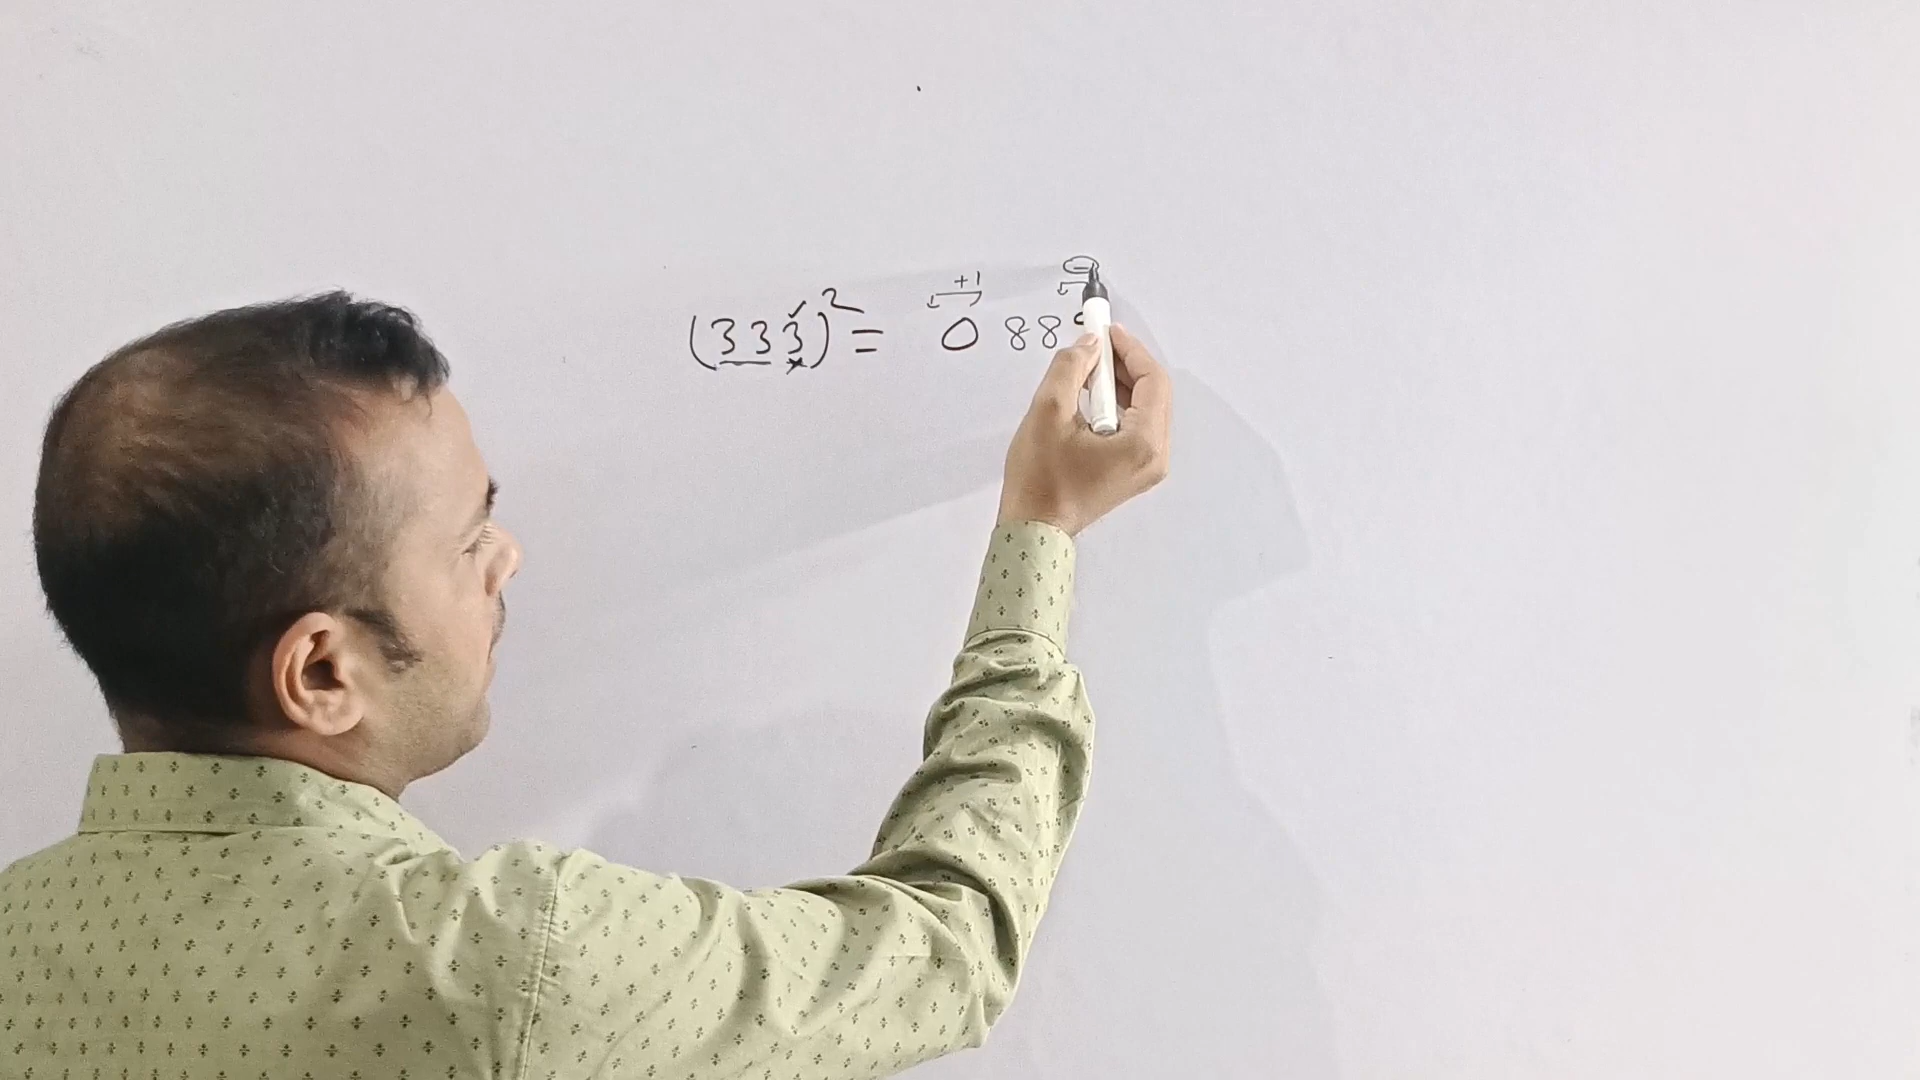 +1 -
(333)² = 0 88